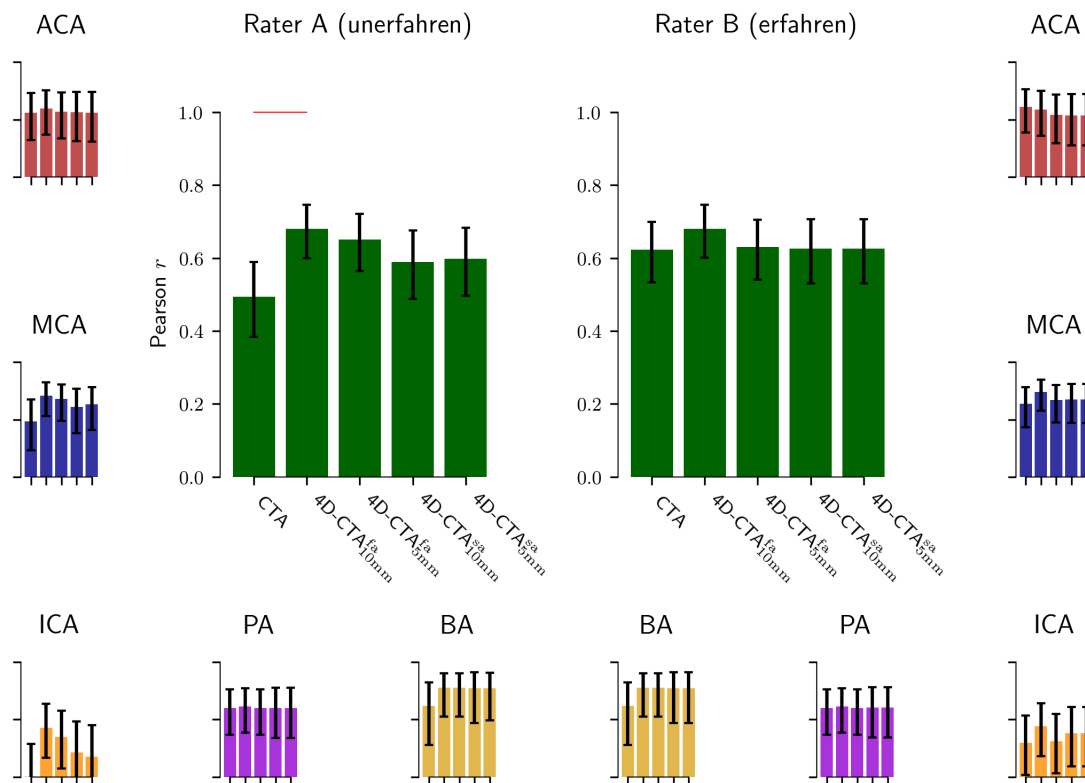 ACA
Rater A (unerfahren)
Rater B (erfahren)
ACA
1.0
0.8
0.6
0.4
0.2
0.0
Pearson r
1.0
0.8
0.6
0.4
0.2
0.0
MCA
MCA
CTA
4D-CTA^fa_10mm
4D-CTA^fa_5mm
4D-CTA^sa_10mm
4D-CTA^sa_5mm
CTA
4D-CTA^fa_10mm
4D-CTA^fa_5mm
4D-CTA^sa_10mm
4D-CTA^sa_5mm
ICA
PA
BA
BA
PA
ICA